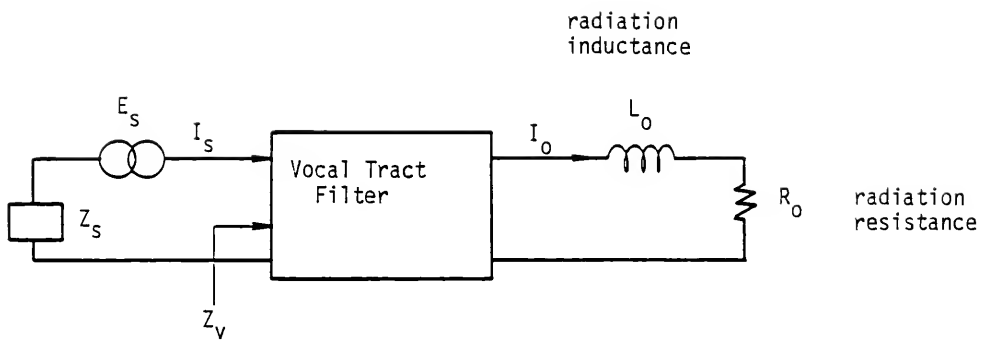 radiation
inductance
E_s
I_s
I_o
L_o
Vocal Tract
Filter
Z_s
R_o
radiation
resistance
Z_v